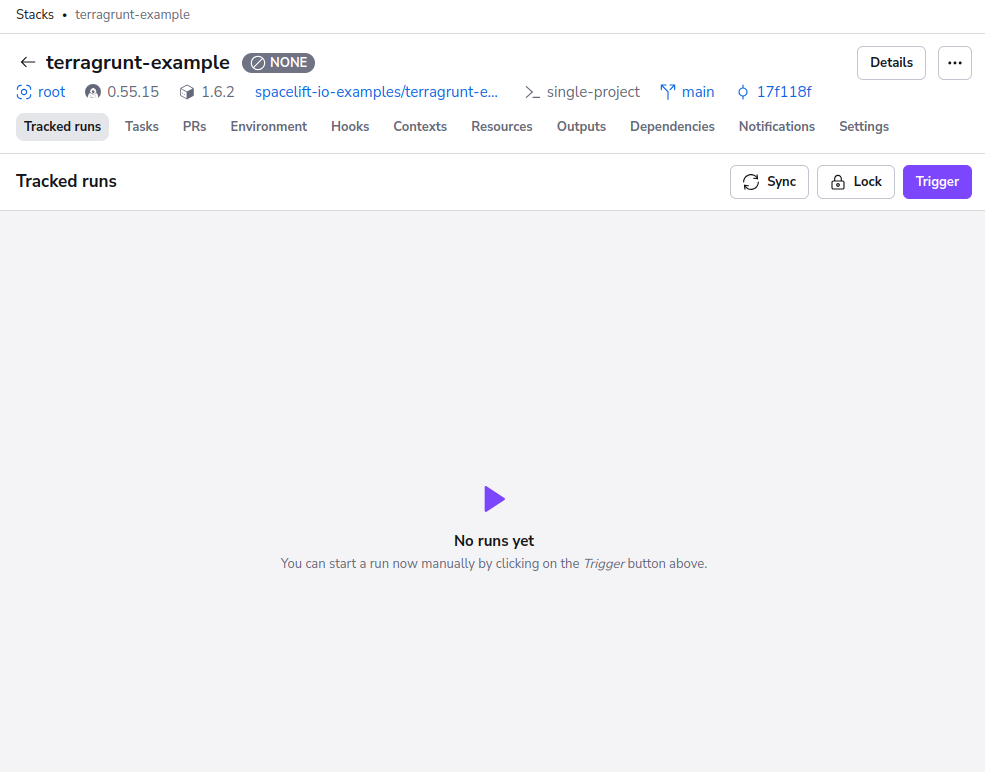 Stacks • terragrunt-example
terragrunt-example NONE Details ...
root 0.55.15 1.6.2 spacelift-io-examples/terragrunt-e... single-project main 17f118f
Tracked runs Tasks PRs Environment Hooks Contexts Resources Outputs Dependencies Notifications Settings
Tracked runs Sync Lock Trigger
No runs yet
You can start a run now manually by clicking on the Trigger button above.